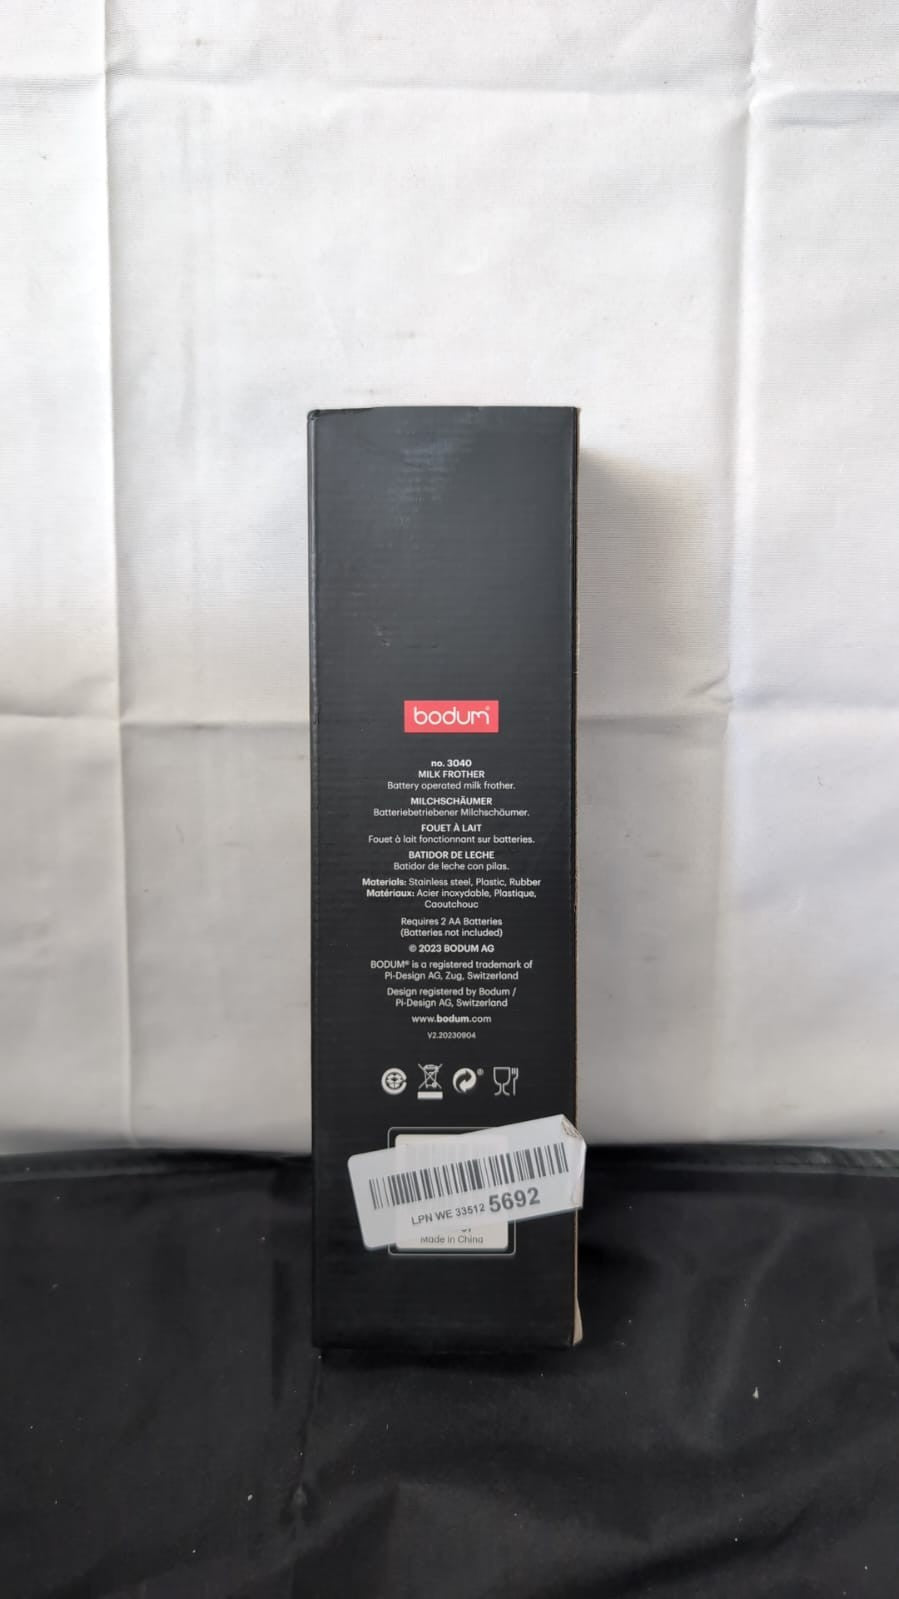 bodum®
no. 3040
MILK FROTHER
Battery operated milk frother.
MILCHSCHÄUMER
Batteriebetriebener Milchschäumer.
FOUET À LAIT
Fouet à lait fonctionnant sur batteries.
BATIDOR DE LECHE
Batidor de leche con pilas.
Materials: Stainless steel, Plastic, Rubber
Matériaux: Acier inoxydable, Plastique,
Caoutchouc
Requires 2 AA Batteries
(Batteries not included)
© 2023 BODUM AG
BODUM® is a registered trademark of
Pi-Design AG, Zug, Switzerland
Design registered by Bodum /
Pi-Design AG, Switzerland
www.bodum.com
V2.20230904
LPN WE 33512 5692
Made in China